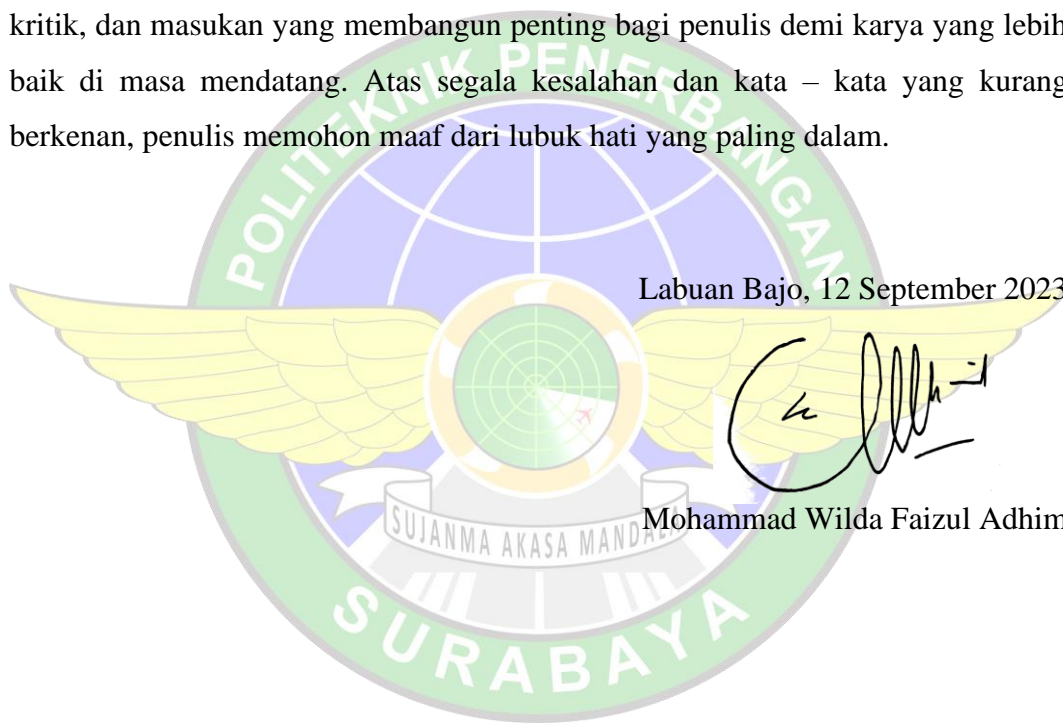 kritik, dan masukan yang membangun penting bagi penulis demi karya yang lebih
baik di masa mendatang. Atas segala kesalahan dan kata – kata yang kurang
berkenan, penulis memohon maaf dari lubuk hati yang paling dalam.
POLITEKNIK PENERBANGAN
Labuan Bajo, 12 September 2023
SUJANMA AKASA MANDALA
Mohammad Wilda Faizul Adhim
SURABAYA